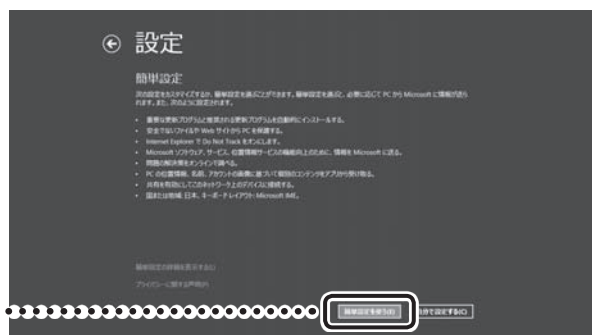 設定
簡単設定
次の設定をカスタマイズするか、簡単設定を選ぶことができます。簡単設定を選ぶと、必要に応じて PC から Microsoft に情報が送ら
れます。また、次のように設定されます。
・ 重要な更新プログラムと推奨される更新プログラムを自動的にインストールする。
・ 安全でないファイルや Web サイトから PC を保護する。
・ Internet Explorer で Do Not Track をオンにします。
・ Microsoft ソフトウェア、サービス、位置情報サービスの機能向上のために、情報を Microsoft に送る。
・ 問題の解決策をオンラインで調べる。
・ PC の位置情報、名前、アカウントの画像に基づいて個別のコンテンツをアプリから受け取る。
・ 共有を有効にしてこのネットワーク上のデバイスに接続する。
・ 国または地域: 日本、キーボード レイアウト: Microsoft IME。
簡単設定の詳細を表示する(L)
プライバシーに関する声明(P)
簡単設定を使う(E)
自分で設定する(C)